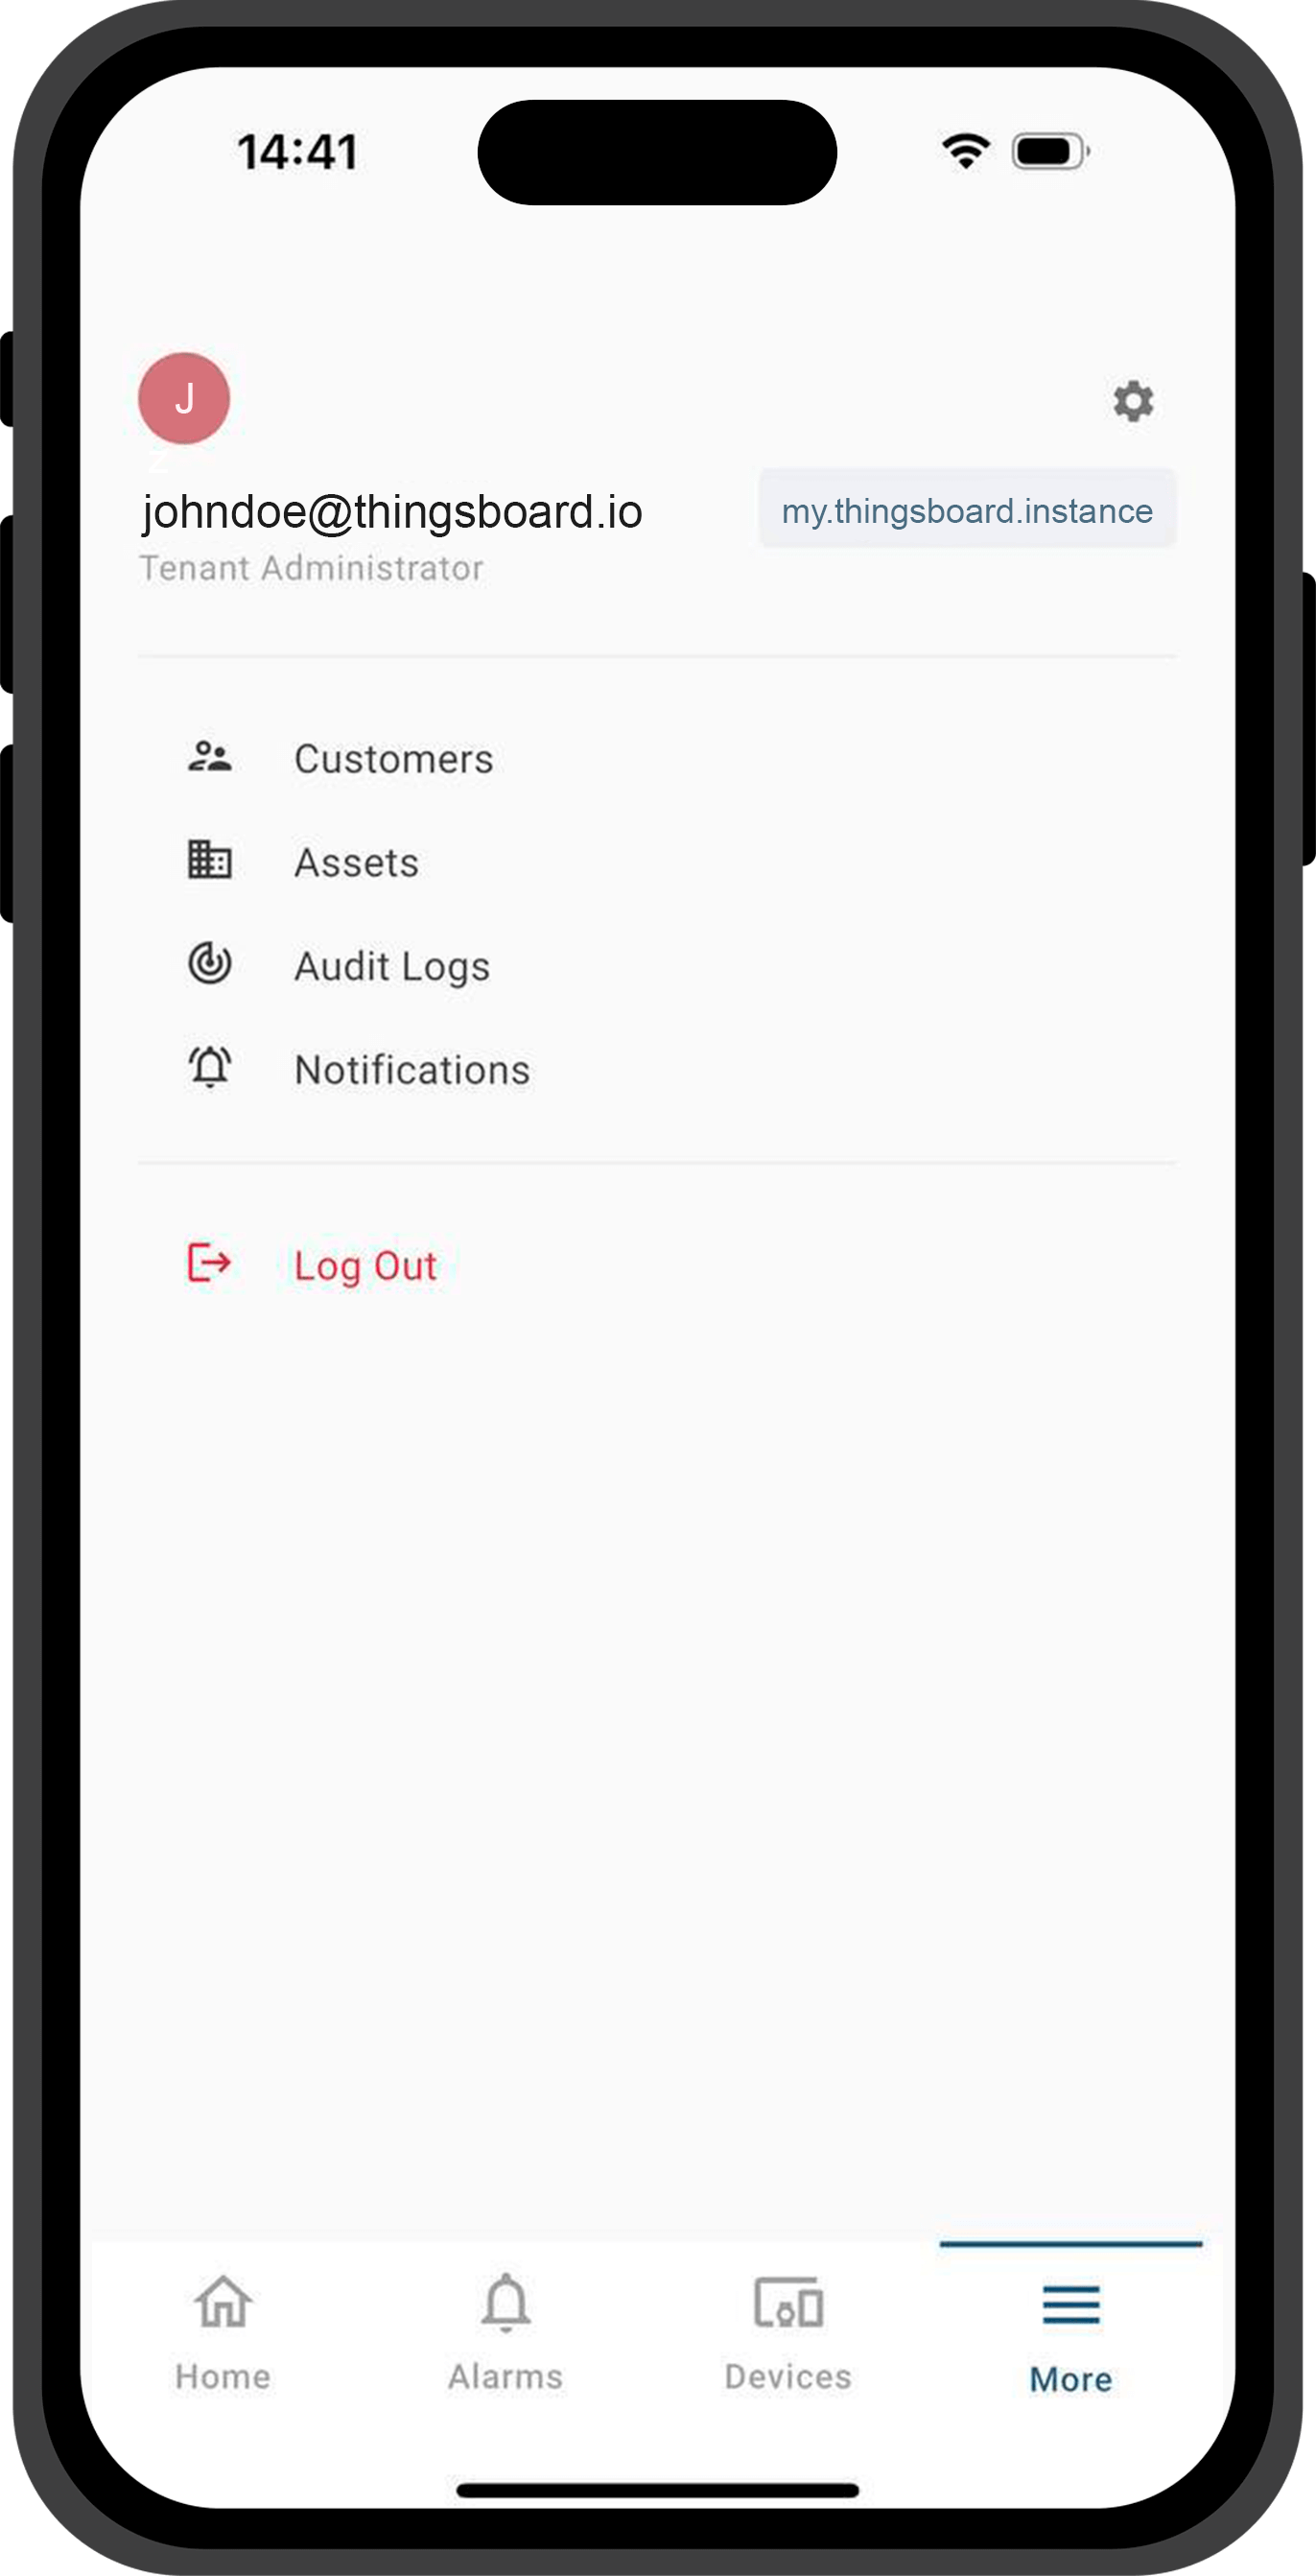 14:41
J
johndoe@thingsboard.io
my.thingsboard.instance
Tenant Administrator
Customers
Assets
Audit Logs
Notifications
Log Out
Home
Alarms
Devices
More